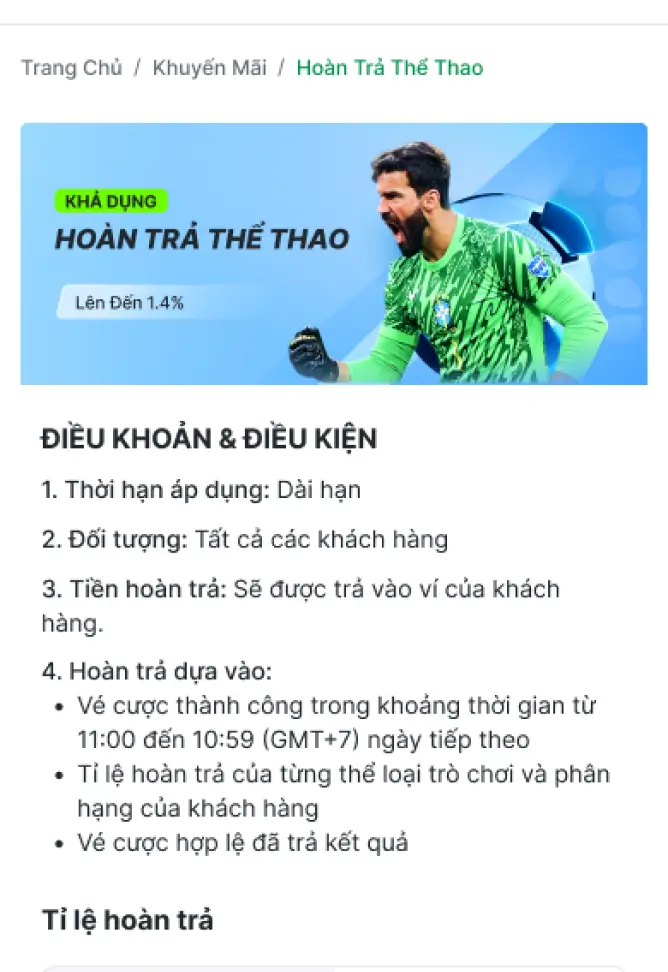 Trang Chủ / Khuyến Mãi / Hoàn Trả Thể Thao
KHẢ DỤNG
HOÀN TRẢ THỂ THAO
Lên Đến 1.4%
ĐIỀU KHOẢN & ĐIỀU KIỆN
1. Thời hạn áp dụng: Dài hạn
2. Đối tượng: Tất cả các khách hàng
3. Tiền hoàn trả: Sẽ được trả vào ví của khách
hàng.
4. Hoàn trả dựa vào:
• Vé cược thành công trong khoảng thời gian từ
11:00 đến 10:59 (GMT+7) ngày tiếp theo
• Tỉ lệ hoàn trả của từng thể loại trò chơi và phân
hạng của khách hàng
• Vé cược hợp lệ đã trả kết quả
Tỉ lệ hoàn trả